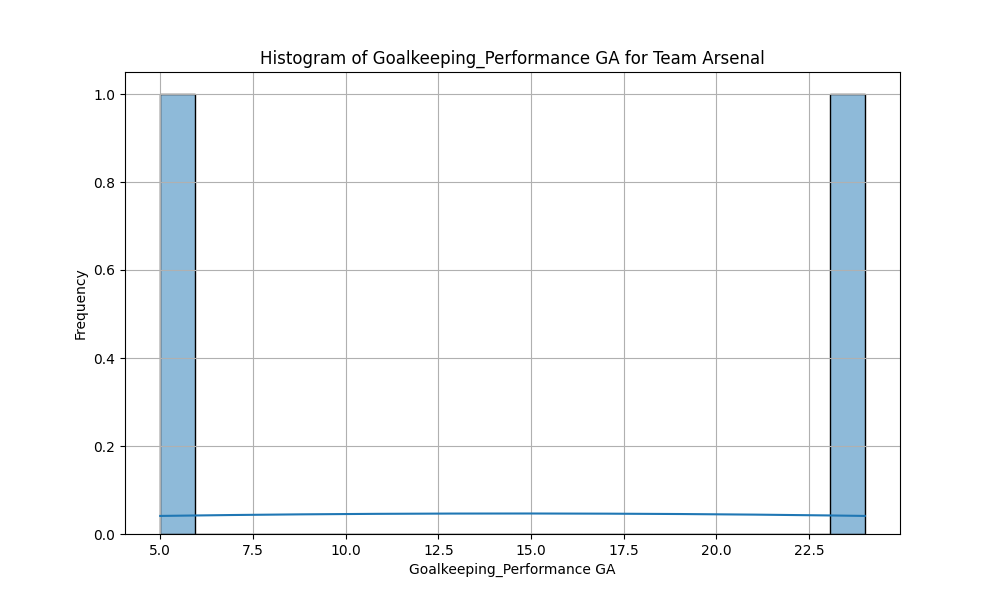 Histogram of Goalkeeping_Performance GA for Team Arsenal
1.0
0.8
0.6
0.4
0.2
0.0
Frequency
5.0 7.5 10.0 12.5 15.0 17.5 20.0 22.5
Goalkeeping_Performance GA